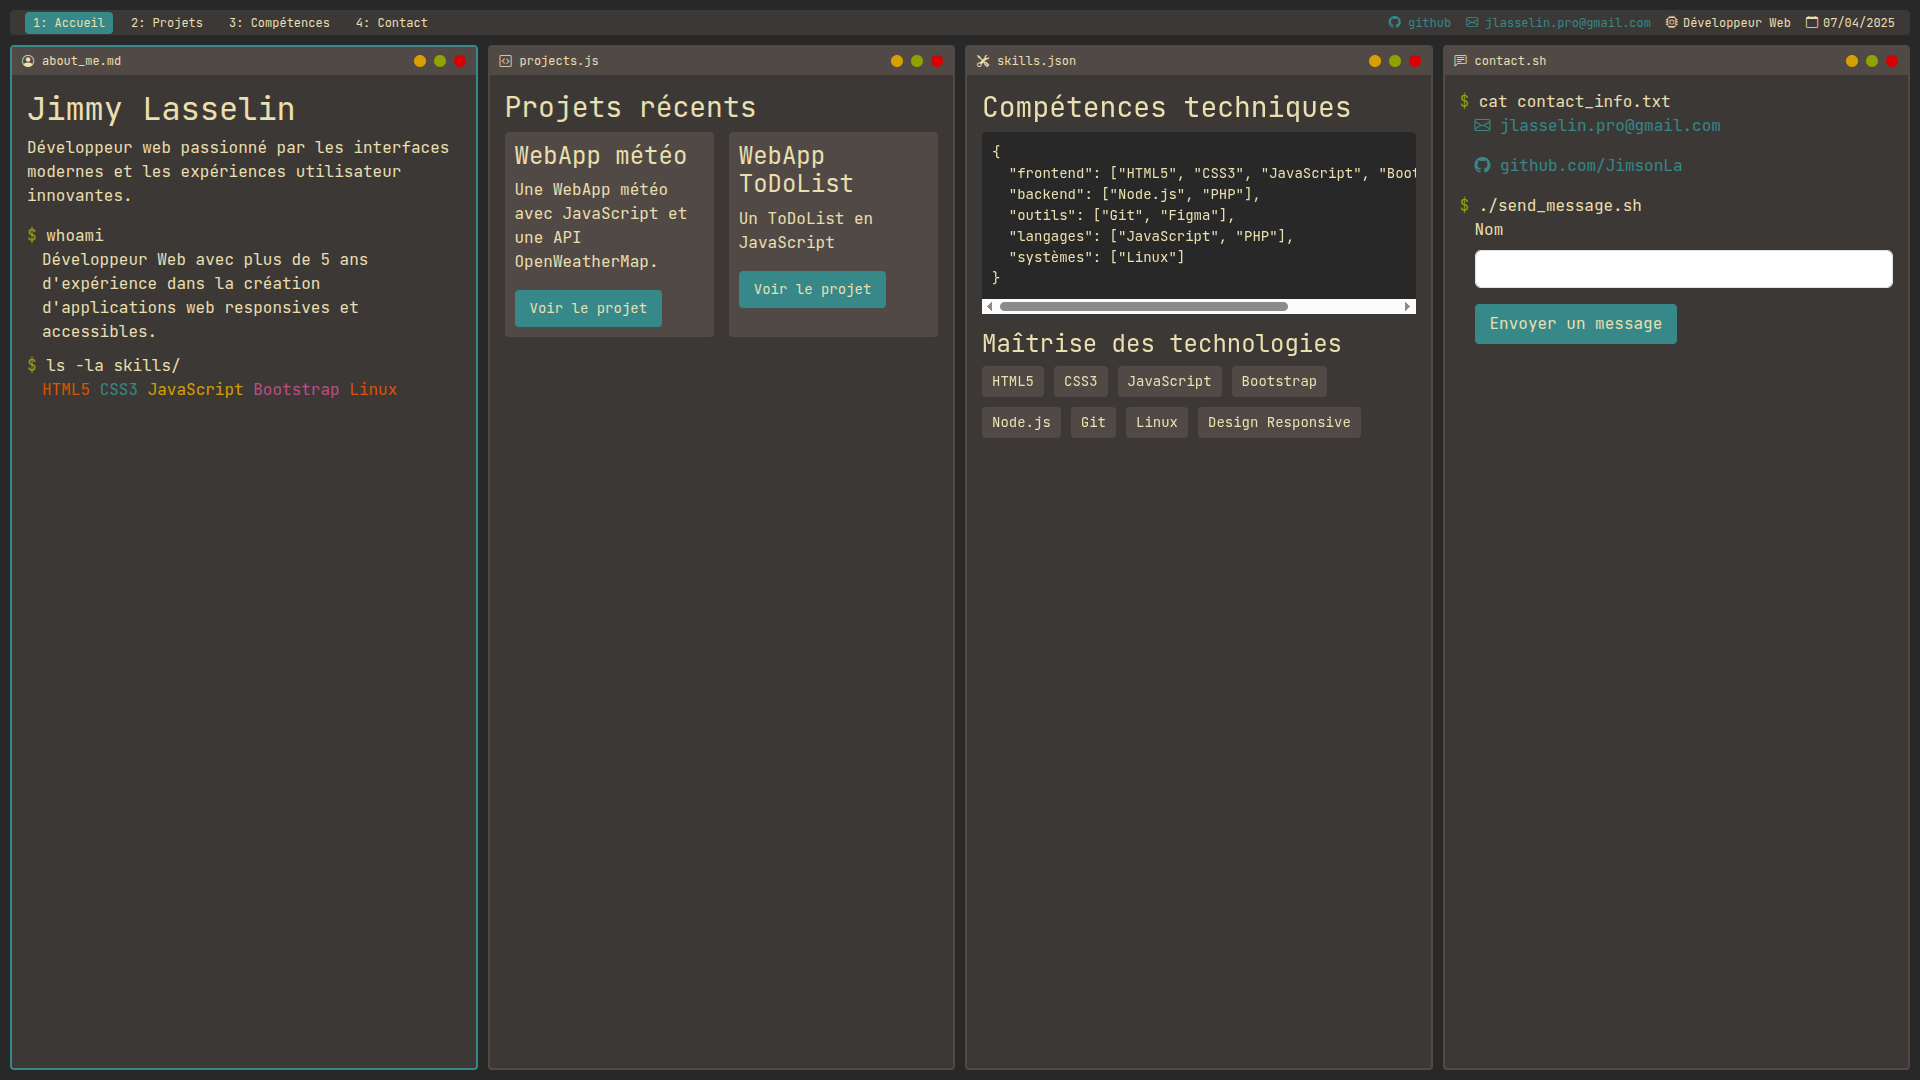 1: Accueil 2: Projets 3: Compétences 4: Contact github jlasselin.pro@gmail.com Développeur Web 07/04/2025
about_me.md
Jimmy Lasselin
Développeur web passionné par les interfaces
modernes et les expériences utilisateur
innovantes.
$ whoami
Développeur Web avec plus de 5 ans
d'expérience dans la création
d'applications web responsives et
accessibles.
$ ls -la skills/
HTML5 CSS3 JavaScript Bootstrap Linux
projects.js
Projets récents
WebApp météo
Une WebApp météo
avec JavaScript et
une API
OpenWeatherMap.
Voir le projet
WebApp
ToDoList
Un ToDoList en
JavaScript
Voir le projet
skills.json
Compétences techniques
{
"frontend": ["HTML5", "CSS3", "JavaScript", "Boot
"backend": ["Node.js", "PHP"],
"outils": ["Git", "Figma"],
"langages": ["JavaScript", "PHP"],
"systèmes": ["Linux"]
}
Maîtrise des technologies
HTML5 CSS3 JavaScript Bootstrap
Node.js Git Linux Design Responsive
contact.sh
$ cat contact_info.txt
jlasselin.pro@gmail.com
github.com/JimsonLa
$ ./send_message.sh
Nom
Envoyer un message